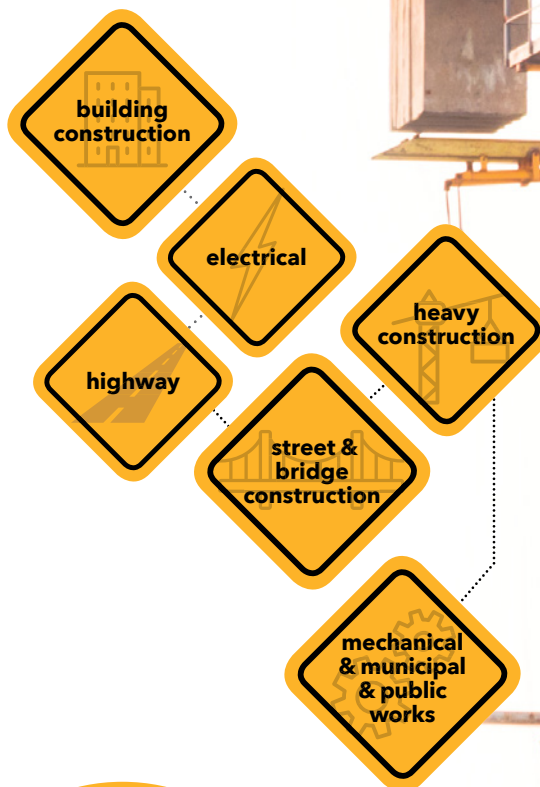 building
construction
electrical
heavy
construction
highway
street &
bridge
construction
mechanical
& municipal
& public
works